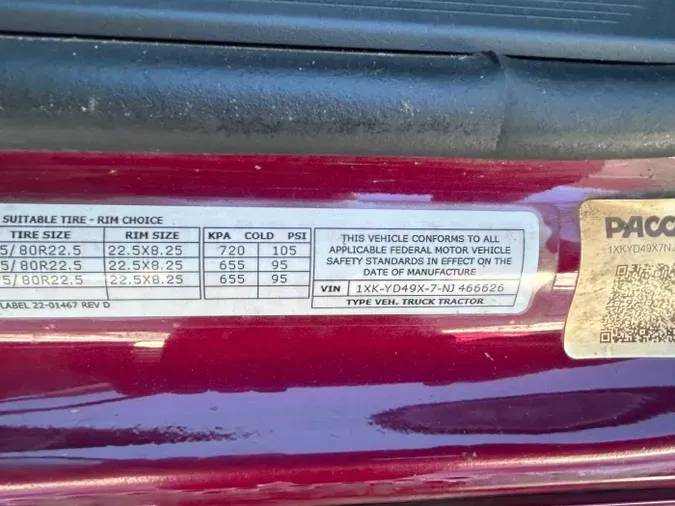 SUITABLE TIRE - RIM CHOICE
TIRE SIZE RIM SIZE KPA COLD PSI
5/80R22.5 22.5X8.25 720 105
5/80R22.5 22.5X8.25 655 95
5/80R22.5 22.5X8.25 655 95
LABEL 22-01467 REV D
THIS VEHICLE CONFORMS TO ALL
APPLICABLE FEDERAL MOTOR VEHICLE
SAFETY STANDARDS IN EFFECT ON THE
DATE OF MANUFACTURE
VIN 1XK-YD49X-7-NJ 466626
TYPE VEH. TRUCK TRACTOR
PACC
1XKYD49X7NJ